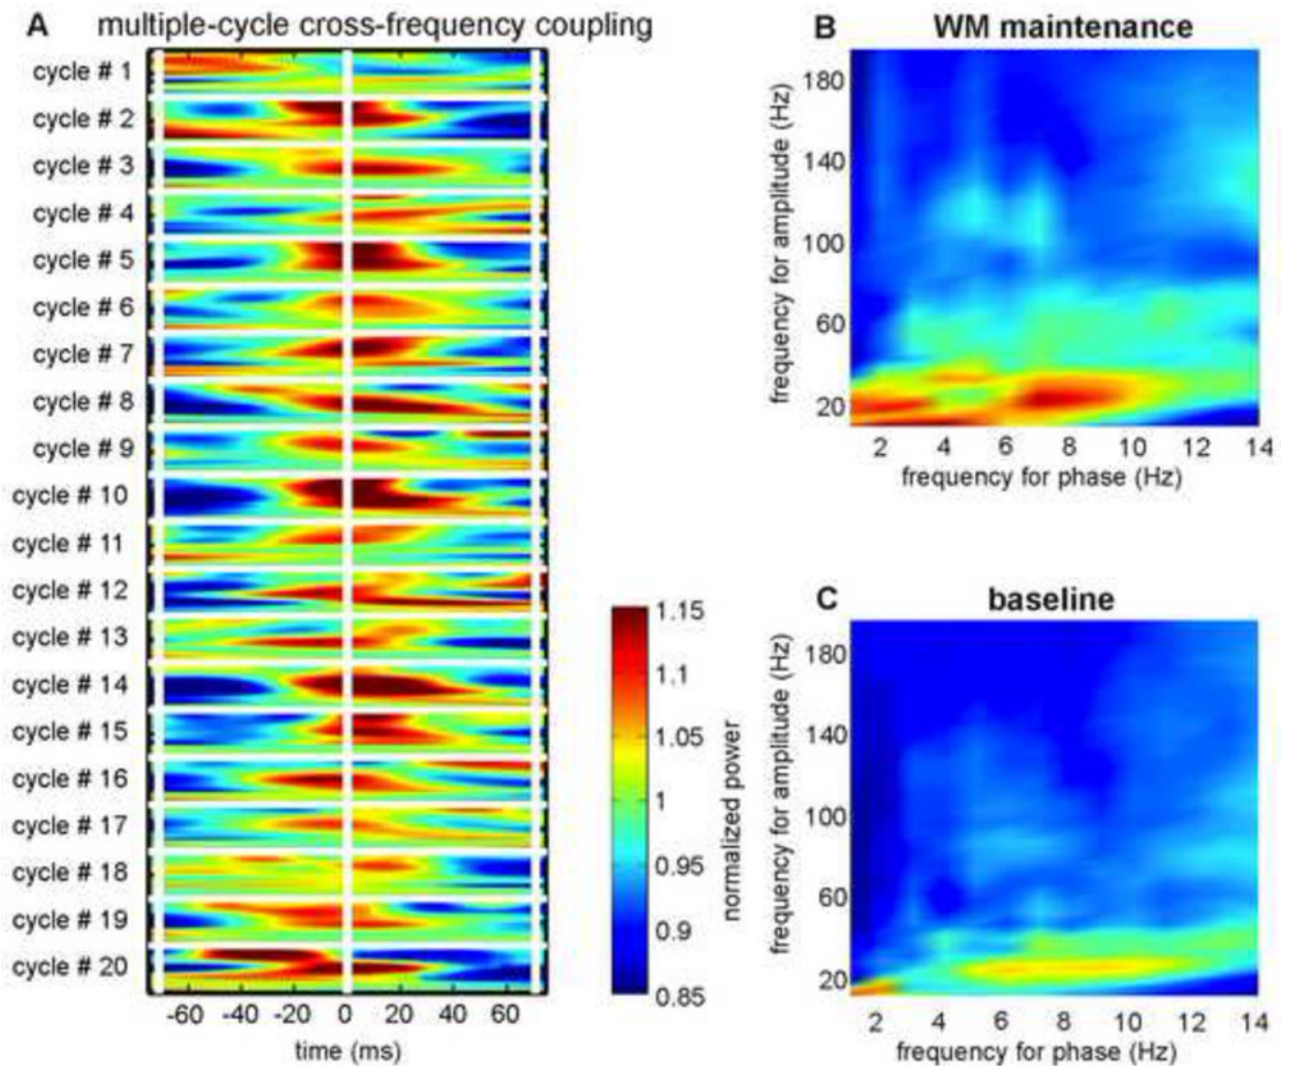 A multiple-cycle cross-frequency coupling
cycle # 1
cycle # 2
cycle # 3
cycle # 4
cycle # 5
cycle # 6
cycle # 7
cycle # 8
cycle # 9
cycle # 10
cycle # 11
cycle # 12
cycle # 13
cycle # 14
cycle # 15
cycle # 16
cycle # 17
cycle # 18
cycle # 19
cycle # 20
-60 -40 -20 0 20 40 60
time (ms)
1.15
1.1
1.05
1
0.95
0.9
0.85
normalized power
B WM maintenance
frequency for amplitude (Hz)
180
140
100
60
20
2 4 6 8 10 12 14
frequency for phase (Hz)
C baseline
frequency for amplitude (Hz)
180
140
100
60
20
2 4 6 8 10 12 14
frequency for phase (Hz)